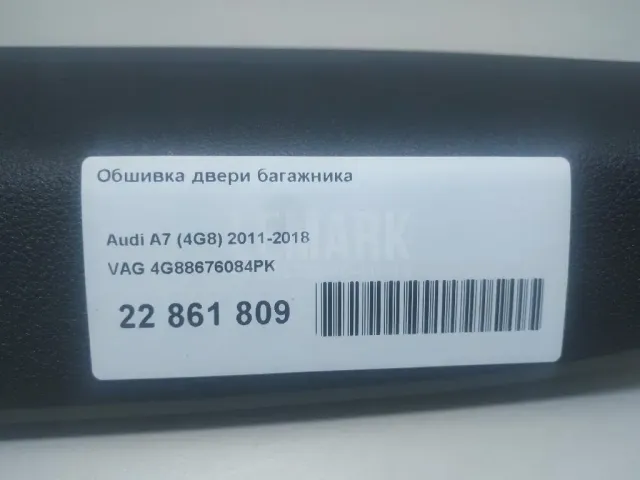 Обшивка двери багажника
Audi A7 (4G8) 2011-2018
VAG 4G88676084PK
22 861 809